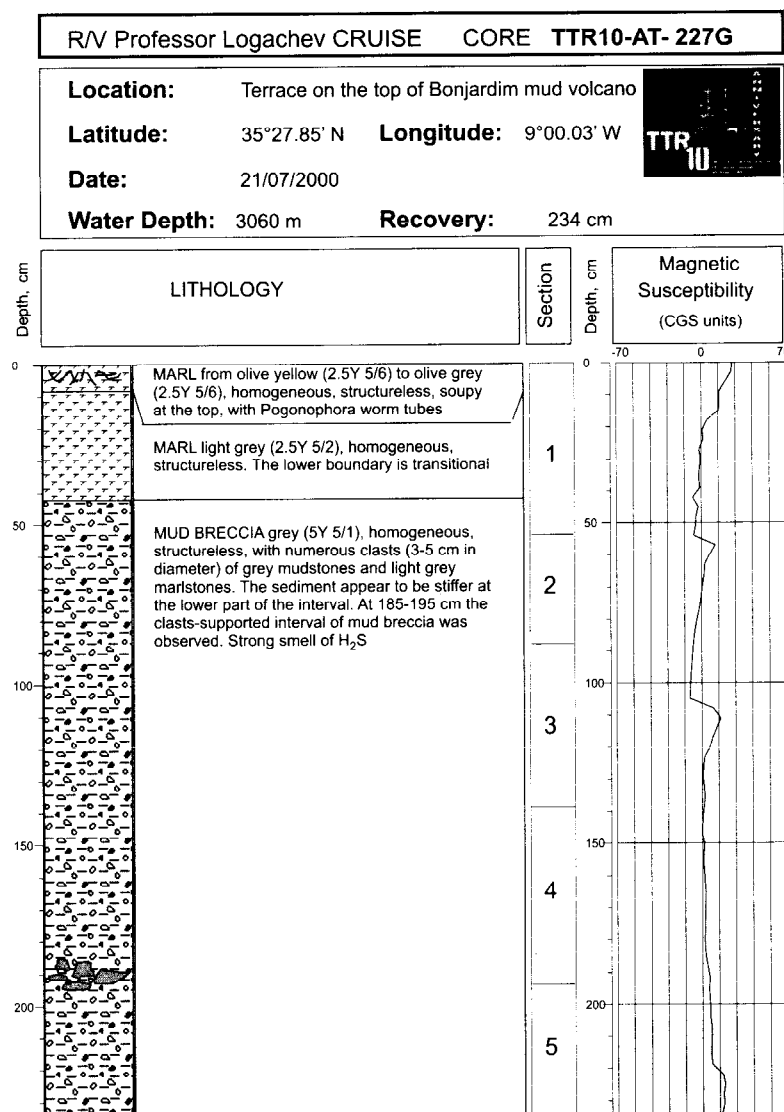 R/V Professor Logachev CRUISE CORE TTR10-AT- 227G
Location: Terrace on the top of Bonjardim mud volcano
Latitude: 35°27.85' N Longitude: 9°00.03' W
TTR
10
Date: 21/07/2000
Water Depth: 3060 m Recovery: 234 cm
Depth, cm
LITHOLOGY
Section
Depth, cm
Magnetic
Susceptibility
(CGS units)
-70 0 7
0
MARL from olive yellow (2.5Y 5/6) to olive grey
(2.5Y 5/6), homogeneous, structureless, soupy
at the top, with Pogonophora worm tubes
MARL light grey (2.5Y 5/2), homogeneous,
structureless. The lower boundary is transitional
MUD BRECCIA grey (5Y 5/1), homogeneous,
structureless, with numerous clasts (3-5 cm in
diameter) of grey mudstones and light grey
marlstones. The sediment appear to be stiffer at
the lower part of the interval. At 185-195 cm the
clasts-supported interval of mud breccia was
observed. Strong smell of H₂S
50
100
150
200
1
2
3
4
5
0
50
100
150
200